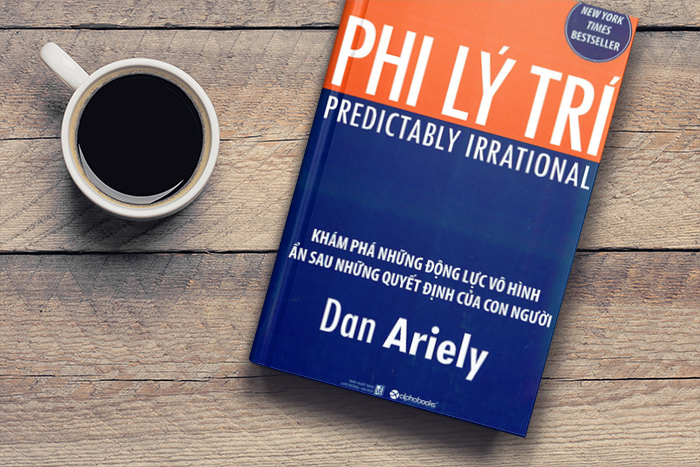 NEW YORK
TIMES
BESTSELLER
PHI LÝ TRÍ
PREDICTABLY IRRATIONAL
KHÁM PHÁ NHỮNG ĐỘNG LỰC VÔ HÌNH
ẨN SAU NHỮNG QUYẾT ĐỊNH CỦA CON NGƯỜI
Dan Ariely
alphabooks